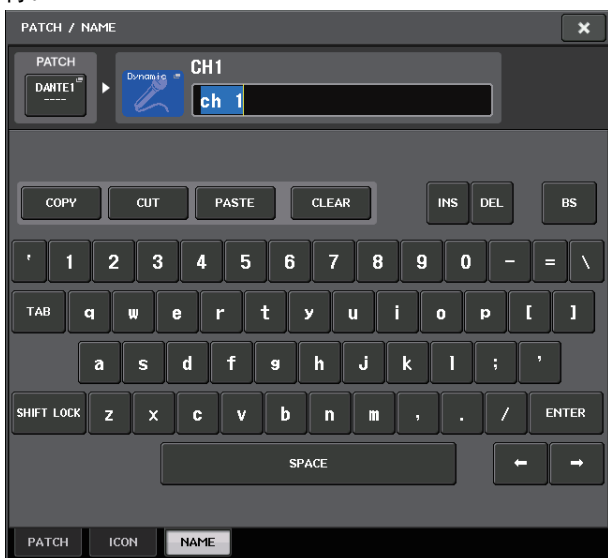 PATCH / NAME
PATCH
DANTE1
----
Dynamic
CH1
ch 1
COPY CUT PASTE CLEAR INS DEL BS
' 1 2 3 4 5 6 7 8 9 0 - = \
TAB q w e r t y u i o p [ ]
a s d f g h j k l ; '
SHIFT LOCK z x c v b n m , . / ENTER
SPACE ← →
PATCH ICON NAME